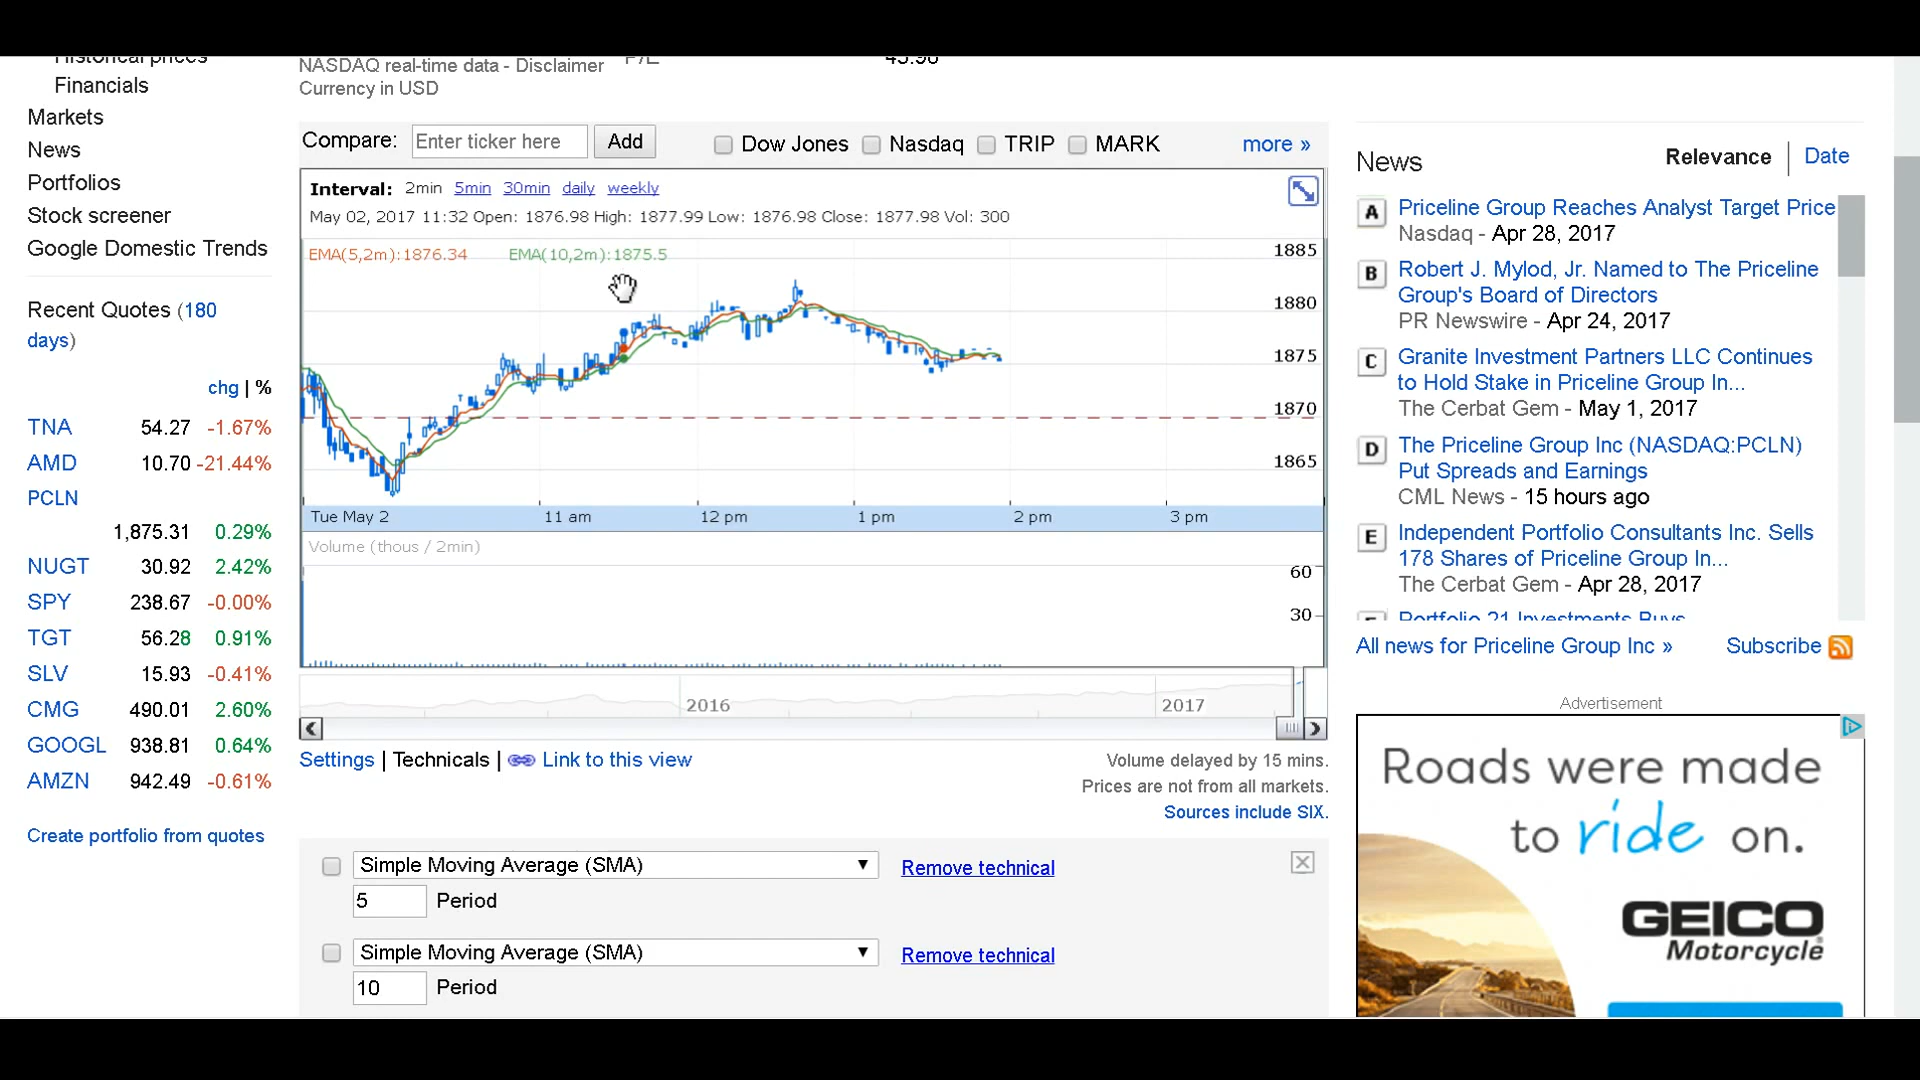 Historical prices
Financials
Markets
News
Portfolios
Stock screener
Google Domestic Trends
Recent Quotes (180
days)
chg | %
TNA 54.27 -1.67%
AMD 10.70 -21.44%
PCLN
1,875.31 0.29%
NUGT 30.92 2.42%
SPY 238.67 -0.00%
TGT 56.28 0.91%
SLV 15.93 -0.41%
CMG 490.01 2.60%
GOOGL 938.81 0.64%
AMZN 942.49 -0.61%
Create portfolio from quotes
NASDAQ real-time data - Disclaimer
Currency in USD
P/E 43.98
Compare: Enter ticker here Add Dow Jones Nasdaq TRIP MARK more »
Interval: 2min 5min 30min daily weekly
May 02, 2017 11:32 Open: 1876.98 High: 1877.99 Low: 1876.98 Close: 1877.98 Vol: 300
EMA(5,2m):1876.34 EMA(10,2m):1875.5
1885
1880
1875
1870
1865
Tue May 2 11 am 12 pm 1 pm 2 pm 3 pm
Volume (thous / 2min)
60
30
2016 2017
Settings | Technicals | Link to this view
Volume delayed by 15 mins.
Prices are not from all markets.
Sources include SIX.
Simple Moving Average (SMA) Remove technical
5 Period
Simple Moving Average (SMA) Remove technical
10 Period
News Relevance Date
A Priceline Group Reaches Analyst Target Price
Nasdaq - Apr 28, 2017
B Robert J. Mylod, Jr. Named to The Priceline
Group's Board of Directors
PR Newswire - Apr 24, 2017
C Granite Investment Partners LLC Continues
to Hold Stake in Priceline Group In...
The Cerbat Gem - May 1, 2017
D The Priceline Group Inc (NASDAQ:PCLN)
Put Spreads and Earnings
CML News - 15 hours ago
E Independent Portfolio Consultants Inc. Sells
178 Shares of Priceline Group In...
The Cerbat Gem - Apr 28, 2017
Portfolio 21 Investments Buys
All news for Priceline Group Inc » Subscribe
Advertisement
Roads were made
to ride on.
GEICO
Motorcycle